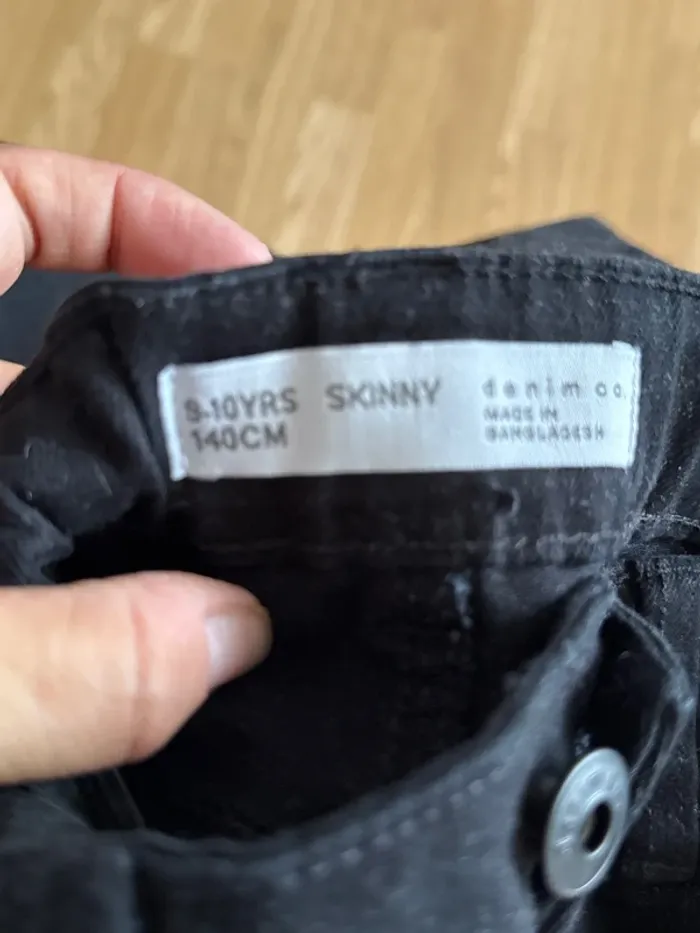 9-10YRS SKINNY
140CM
denim co.
MADE IN
BANGLADESH